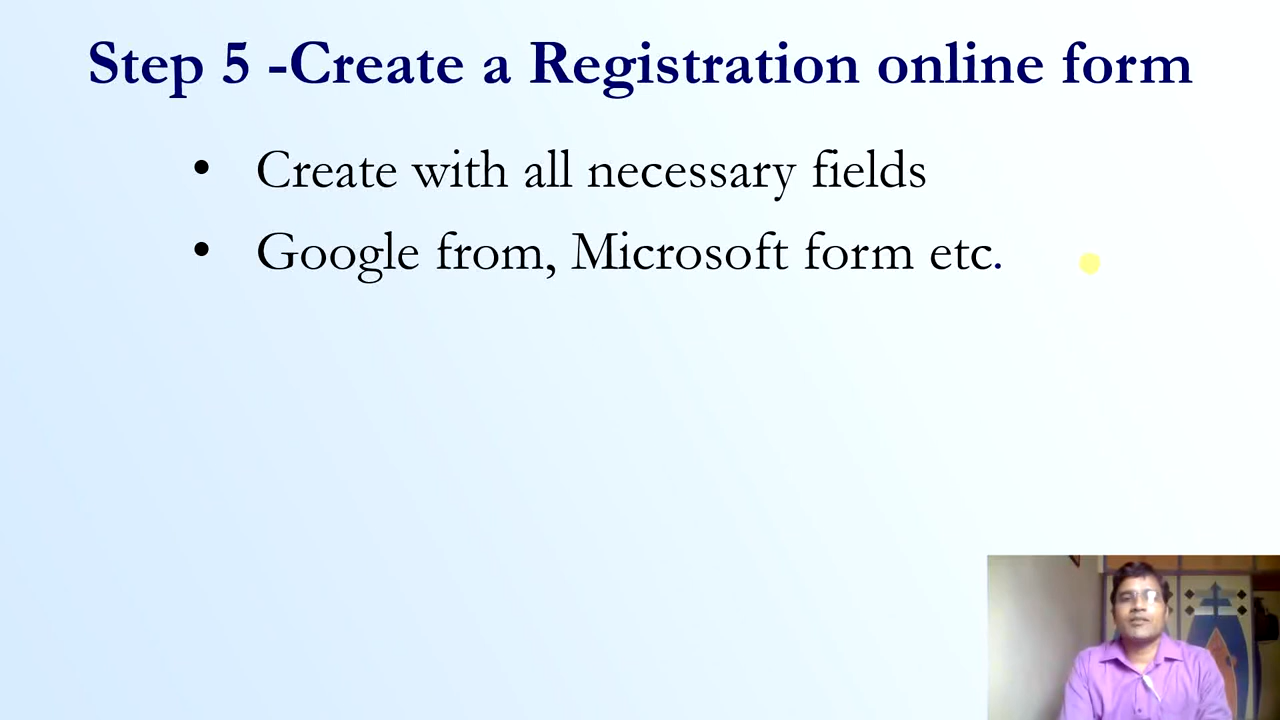 Step 5 -Create a Registration online form
• Create with all necessary fields
• Google from, Microsoft form etc.